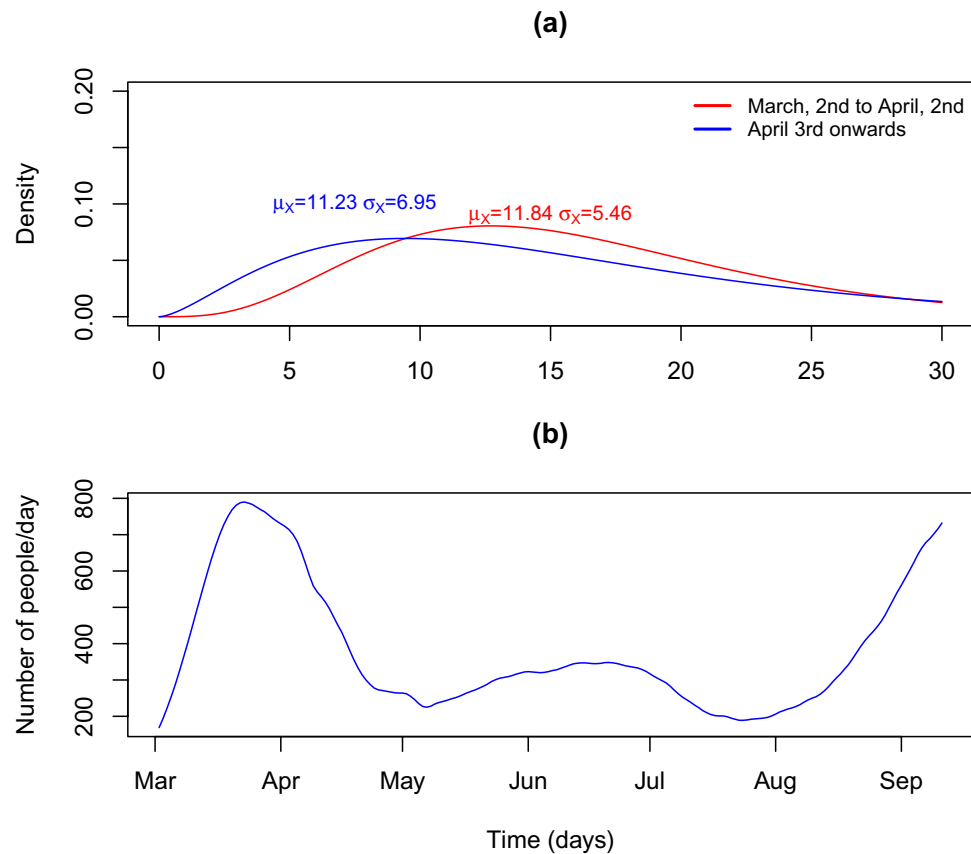 (a)
Density
0.00
0.10
0.20
March, 2nd to April, 2nd
April 3rd onwards
μX=11.23 σX=6.95
μX=11.84 σX=5.46
0 5 10 15 20 25 30
(b)
Number of people/day
200
400
600
800
Mar Apr May Jun Jul Aug Sep
Time (days)